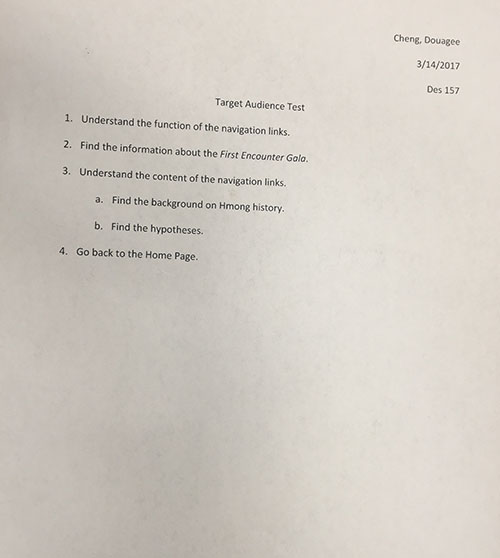 Cheng, Douagee
3/14/2017
Des 157
Target Audience Test
1. Understand the function of the navigation links.
2. Find the information about the First Encounter Gala.
3. Understand the content of the navigation links.
a. Find the background on Hmong history.
b. Find the hypotheses.
4. Go back to the Home Page.